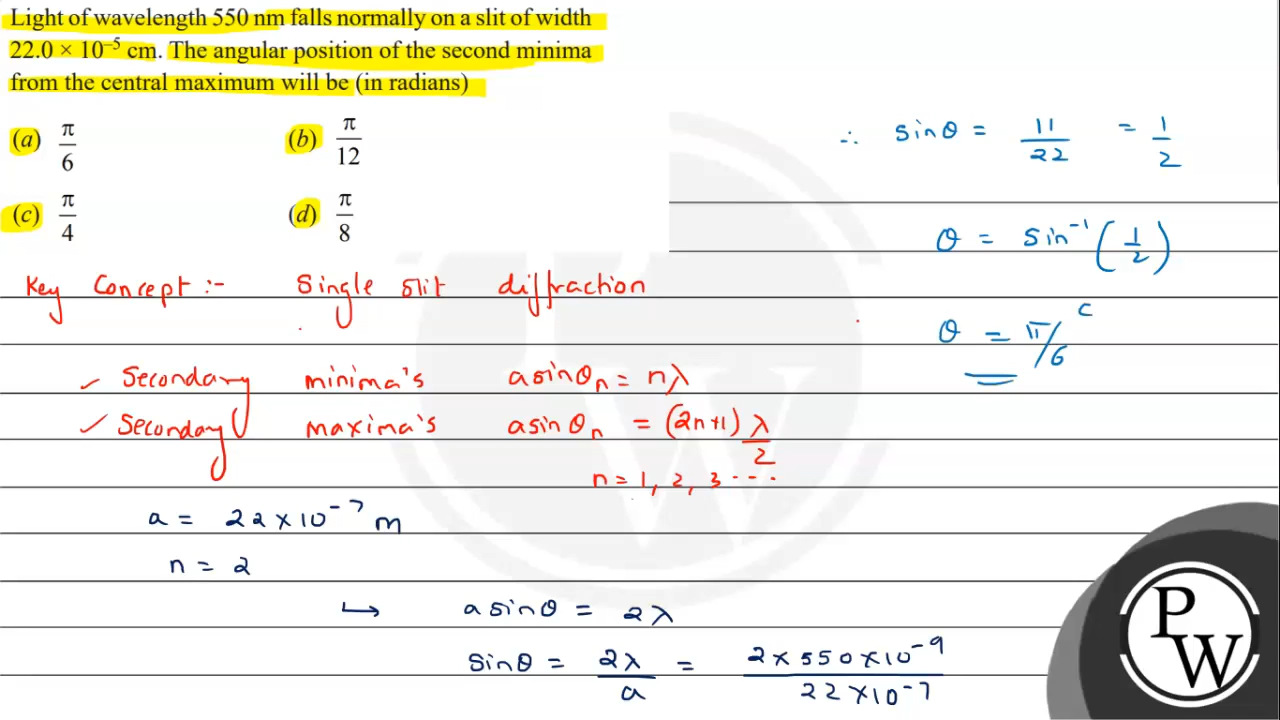 Light of wavelength 550 nm falls normally on a slit of width
22.0 × 10⁻⁵ cm. The angular position of the second minima
from the central maximum will be (in radians)
(a) π/6 (b) π/12
(c) π/4 (d) π/8
Key Concept :- Single slit diffraction
✓ Secondary minima's a sinθₙ = nλ
✓ Seconday maxima's a sinθₙ = (2n+1) λ/2
n = 1, 2, 3 ....
a = 22 × 10⁻⁷ m
n = 2
↳ a sinθ = 2λ
sinθ = 2λ/a = 2 × 550 × 10⁻⁹ / 22 × 10⁻⁷
∴ sinθ = 11/22 = 1/2
θ = sin⁻¹ (1/2)
θ = π/6 ᶜ
PW